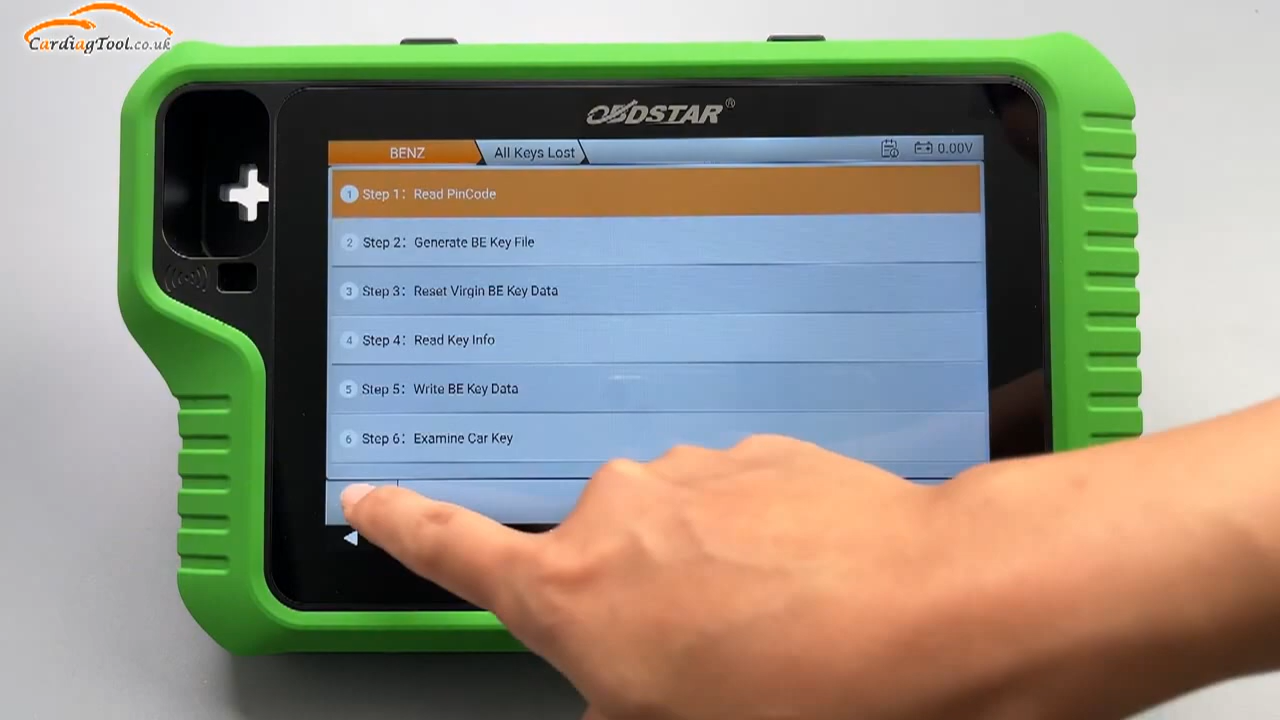 CardiagTool.co.uk
OBDSTAR®
BENZ
All Keys Lost
0.00V
1 Step 1: Read PinCode
2 Step 2: Generate BE Key File
3 Step 3: Reset Virgin BE Key Data
4 Step 4: Read Key Info
5 Step 5: Write BE Key Data
6 Step 6: Examine Car Key